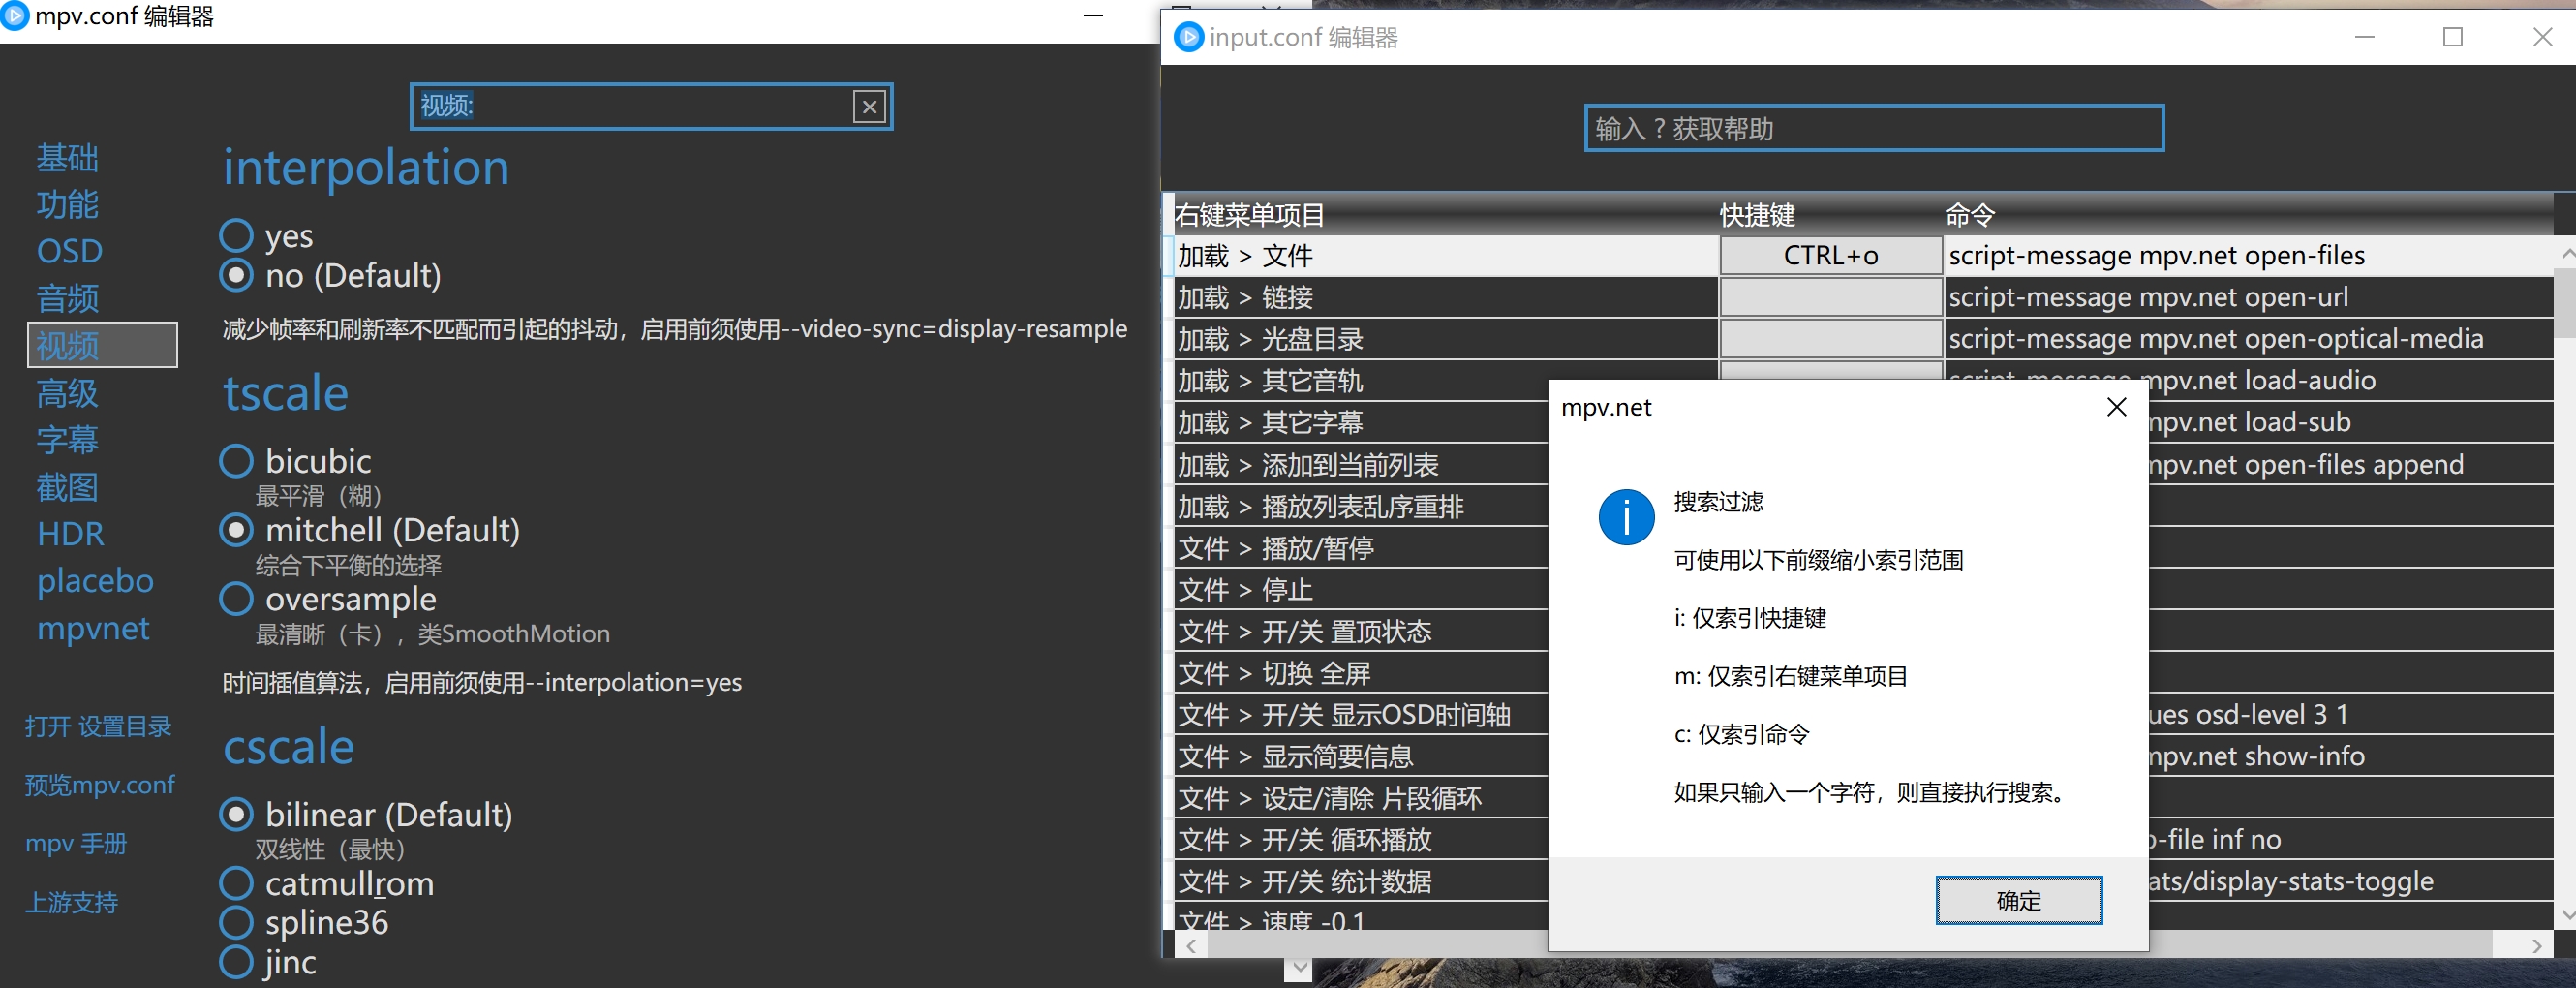 mpv.conf 编辑器
视频:
基础
功能
OSD
音频
视频
高级
字幕
截图
HDR
placebo
mpvnet
打开 设置目录
预览mpv.conf
mpv 手册
上游支持
interpolation
yes
no (Default)
减少帧率和刷新率不匹配而引起的抖动，启用前须使用--video-sync=display-resample
tscale
bicubic
最平滑（糊）
mitchell (Default)
综合下平衡的选择
oversample
最清晰（卡），类SmoothMotion
时间插值算法，启用前须使用--interpolation=yes
cscale
bilinear (Default)
双线性（最快）
catmullrom
spline36
jinc
input.conf 编辑器
输入 ? 获取帮助
右键菜单项目 快捷键 命令
加载 > 文件 CTRL+o script-message mpv.net open-files
加载 > 链接 script-message mpv.net open-url
加载 > 光盘目录 script-message mpv.net open-optical-media
加载 > 其它音轨 script-message mpv.net load-audio
加载 > 其它字幕 mpv.net load-sub
加载 > 添加到当前列表 mpv.net open-files append
加载 > 播放列表乱序重排
文件 > 播放/暂停
文件 > 停止
文件 > 开/关 置顶状态
文件 > 切换 全屏
文件 > 开/关 显示OSD时间轴 ues osd-level 3 1
文件 > 显示简要信息 mpv.net show-info
文件 > 设定/清除 片段循环
文件 > 开/关 循环播放 -file inf no
文件 > 开/关 统计数据 ats/display-stats-toggle
文件 > 速度 -0.1
mpv.net
搜索过滤
可使用以下前缀缩小索引范围
i: 仅索引快捷键
m: 仅索引右键菜单项目
c: 仅索引命令
如果只输入一个字符，则直接执行搜索。
确定